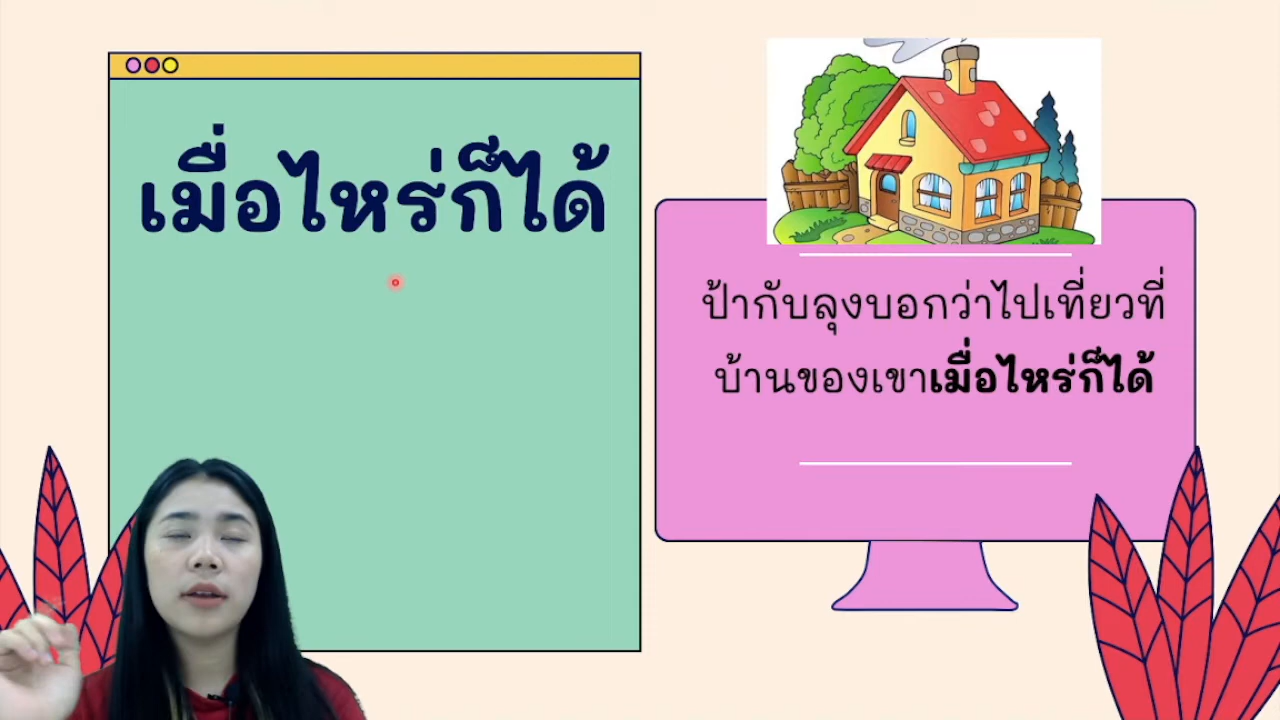 เมื่อไหร่ก็ได้
ป้ากับลุงบอกว่าไปเที่ยวที่
บ้านของเขาเมื่อไหร่ก็ได้